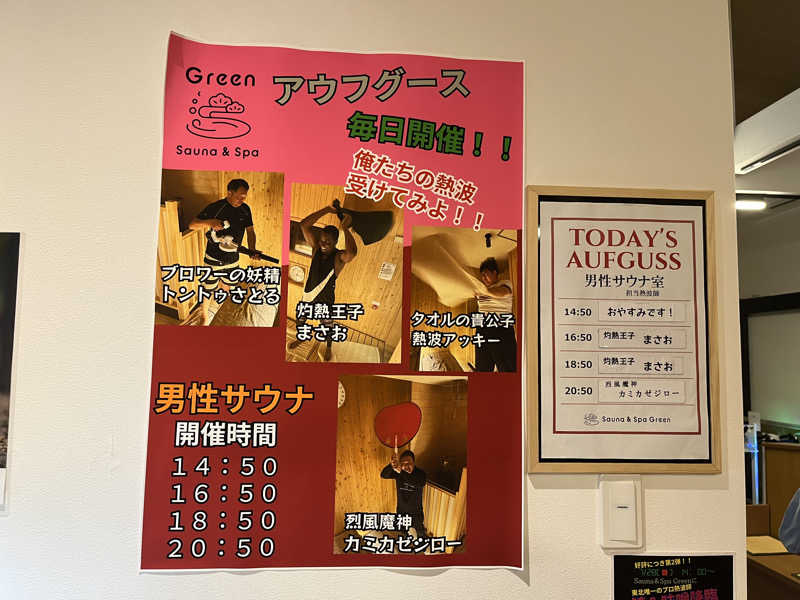 Green
Sauna & Spa
アウフグース
毎日開催！！
俺たちの熱波
受けてみよ！！
ブロワーの妖精
トントゥさとる
灼熱王子
まさお
タオルの貴公子
熱波アッキー
男性サウナ
開催時間
14：50
16：50
18：50
20：50
烈風魔神
カミカゼジロー
TODAY'S
AUFGUSS
男性サウナ室
担当熱波師
14:50 おやすみです！
16:50 灼熱王子 まさお
18:50 灼熱王子 まさお
20:50 烈風魔神 カミカゼジロー
Sauna & Spa Green
好評につき第2弾！！
Sauna & Spa Greenに
東北唯一のプロ熱波師